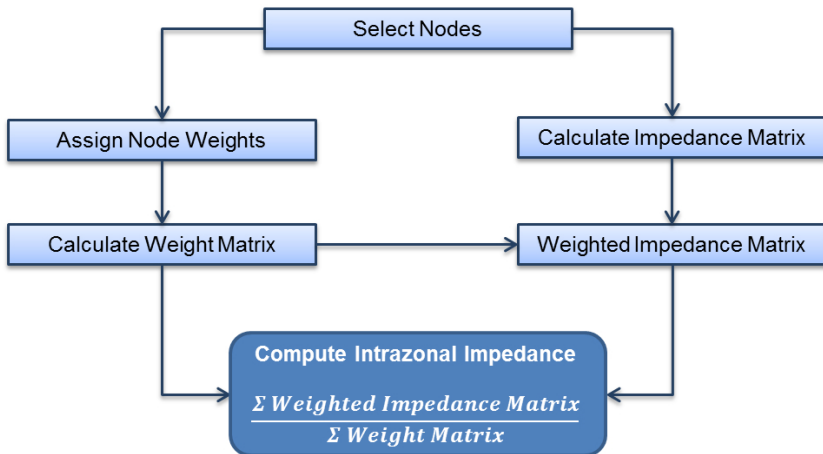 Select Nodes
Assign Node Weights
Calculate Impedance Matrix
Calculate Weight Matrix
Weighted Impedance Matrix
Compute Intrazonal Impedance
Σ Weighted Impedance Matrix
Σ Weight Matrix